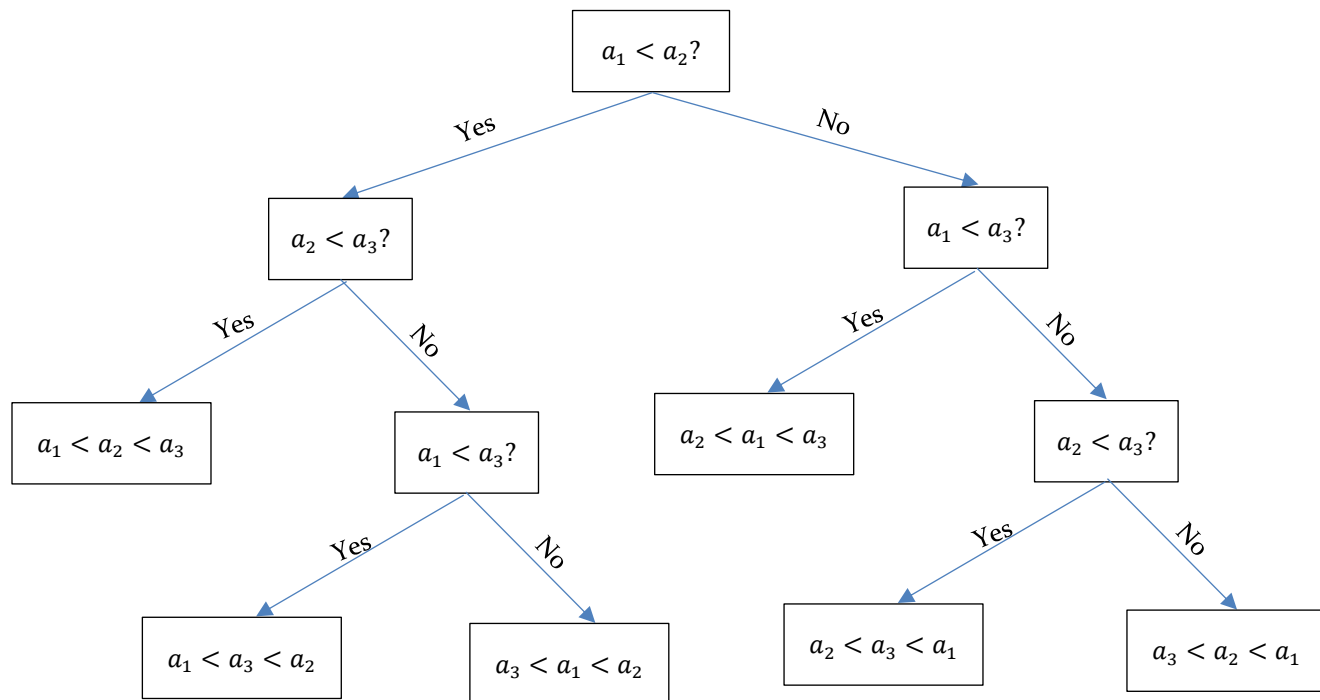 a₁ < a₂?
Yes
No
a₂ < a₃?
a₁ < a₃?
Yes
No
Yes
No
a₁ < a₂ < a₃
a₁ < a₃?
a₂ < a₁ < a₃
a₂ < a₃?
Yes
No
Yes
No
a₁ < a₃ < a₂
a₃ < a₁ < a₂
a₂ < a₃ < a₁
a₃ < a₂ < a₁